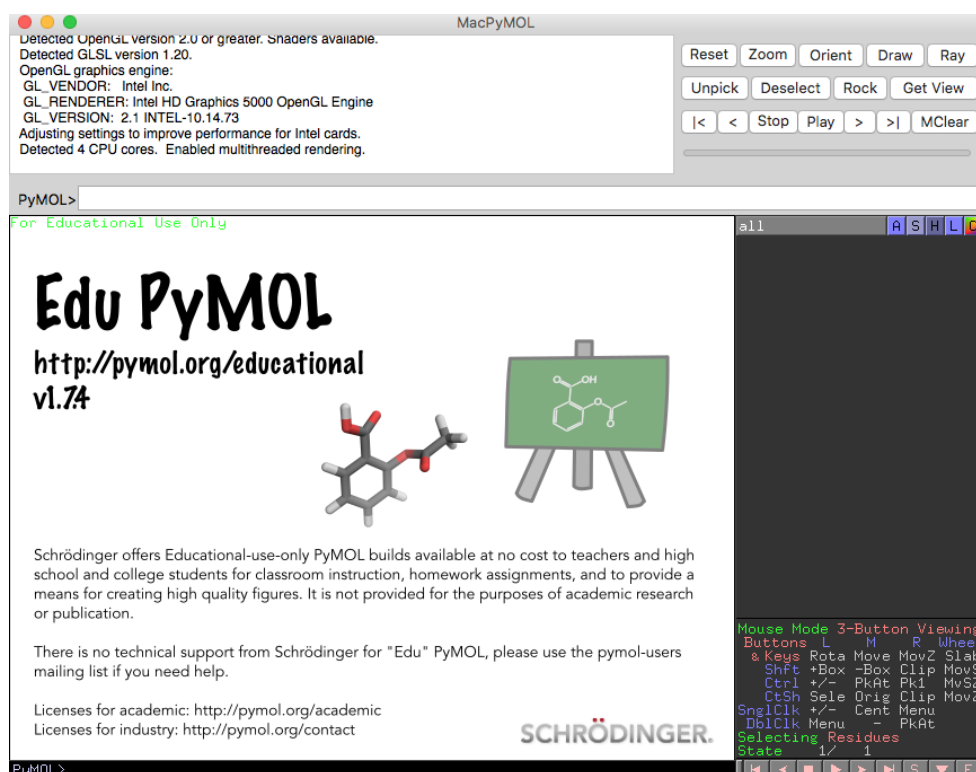 MacPyMOL
Detected OpenGL version 2.0 or greater. Shaders available.
Detected GLSL version 1.20.
OpenGL graphics engine:
GL_VENDOR: Intel Inc.
GL_RENDERER: Intel HD Graphics 5000 OpenGL Engine
GL_VERSION: 2.1 INTEL-10.14.73
Adjusting settings to improve performance for Intel cards.
Detected 4 CPU cores. Enabled multithreaded rendering.
Reset Zoom Orient Draw Ray
Unpick Deselect Rock Get View
|< < Stop Play > >| MClear
PyMOL>
For Educational Use Only
all A S H L C
Edu PyMOL
http://pymol.org/educational
v1.7.4
O OH
O
O
Schrödinger offers Educational-use-only PyMOL builds available at no cost to teachers and high
school and college students for classroom instruction, homework assignments, and to provide a
means for creating high quality figures. It is not provided for the purposes of academic research
or publication.
There is no technical support from Schrödinger for "Edu" PyMOL, please use the pymol-users
mailing list if you need help.
Licenses for academic: http://pymol.org/academic
Licenses for industry: http://pymol.org/contact
SCHRÖDINGER.
Mouse Mode 3-Button Viewing
Buttons L M R Whee
& Keys Rota Move MovZ Slab
Shft +Box -Box Clip MovS
Ctrl +/- PkAt Pk1 MvSZ
CtSh Sele Orig Clip MovZ
SnglClk +/- Cent Menu
DblClk Menu - PkAt
Selecting Residues
State 1/ 1
PyMOL>
S F